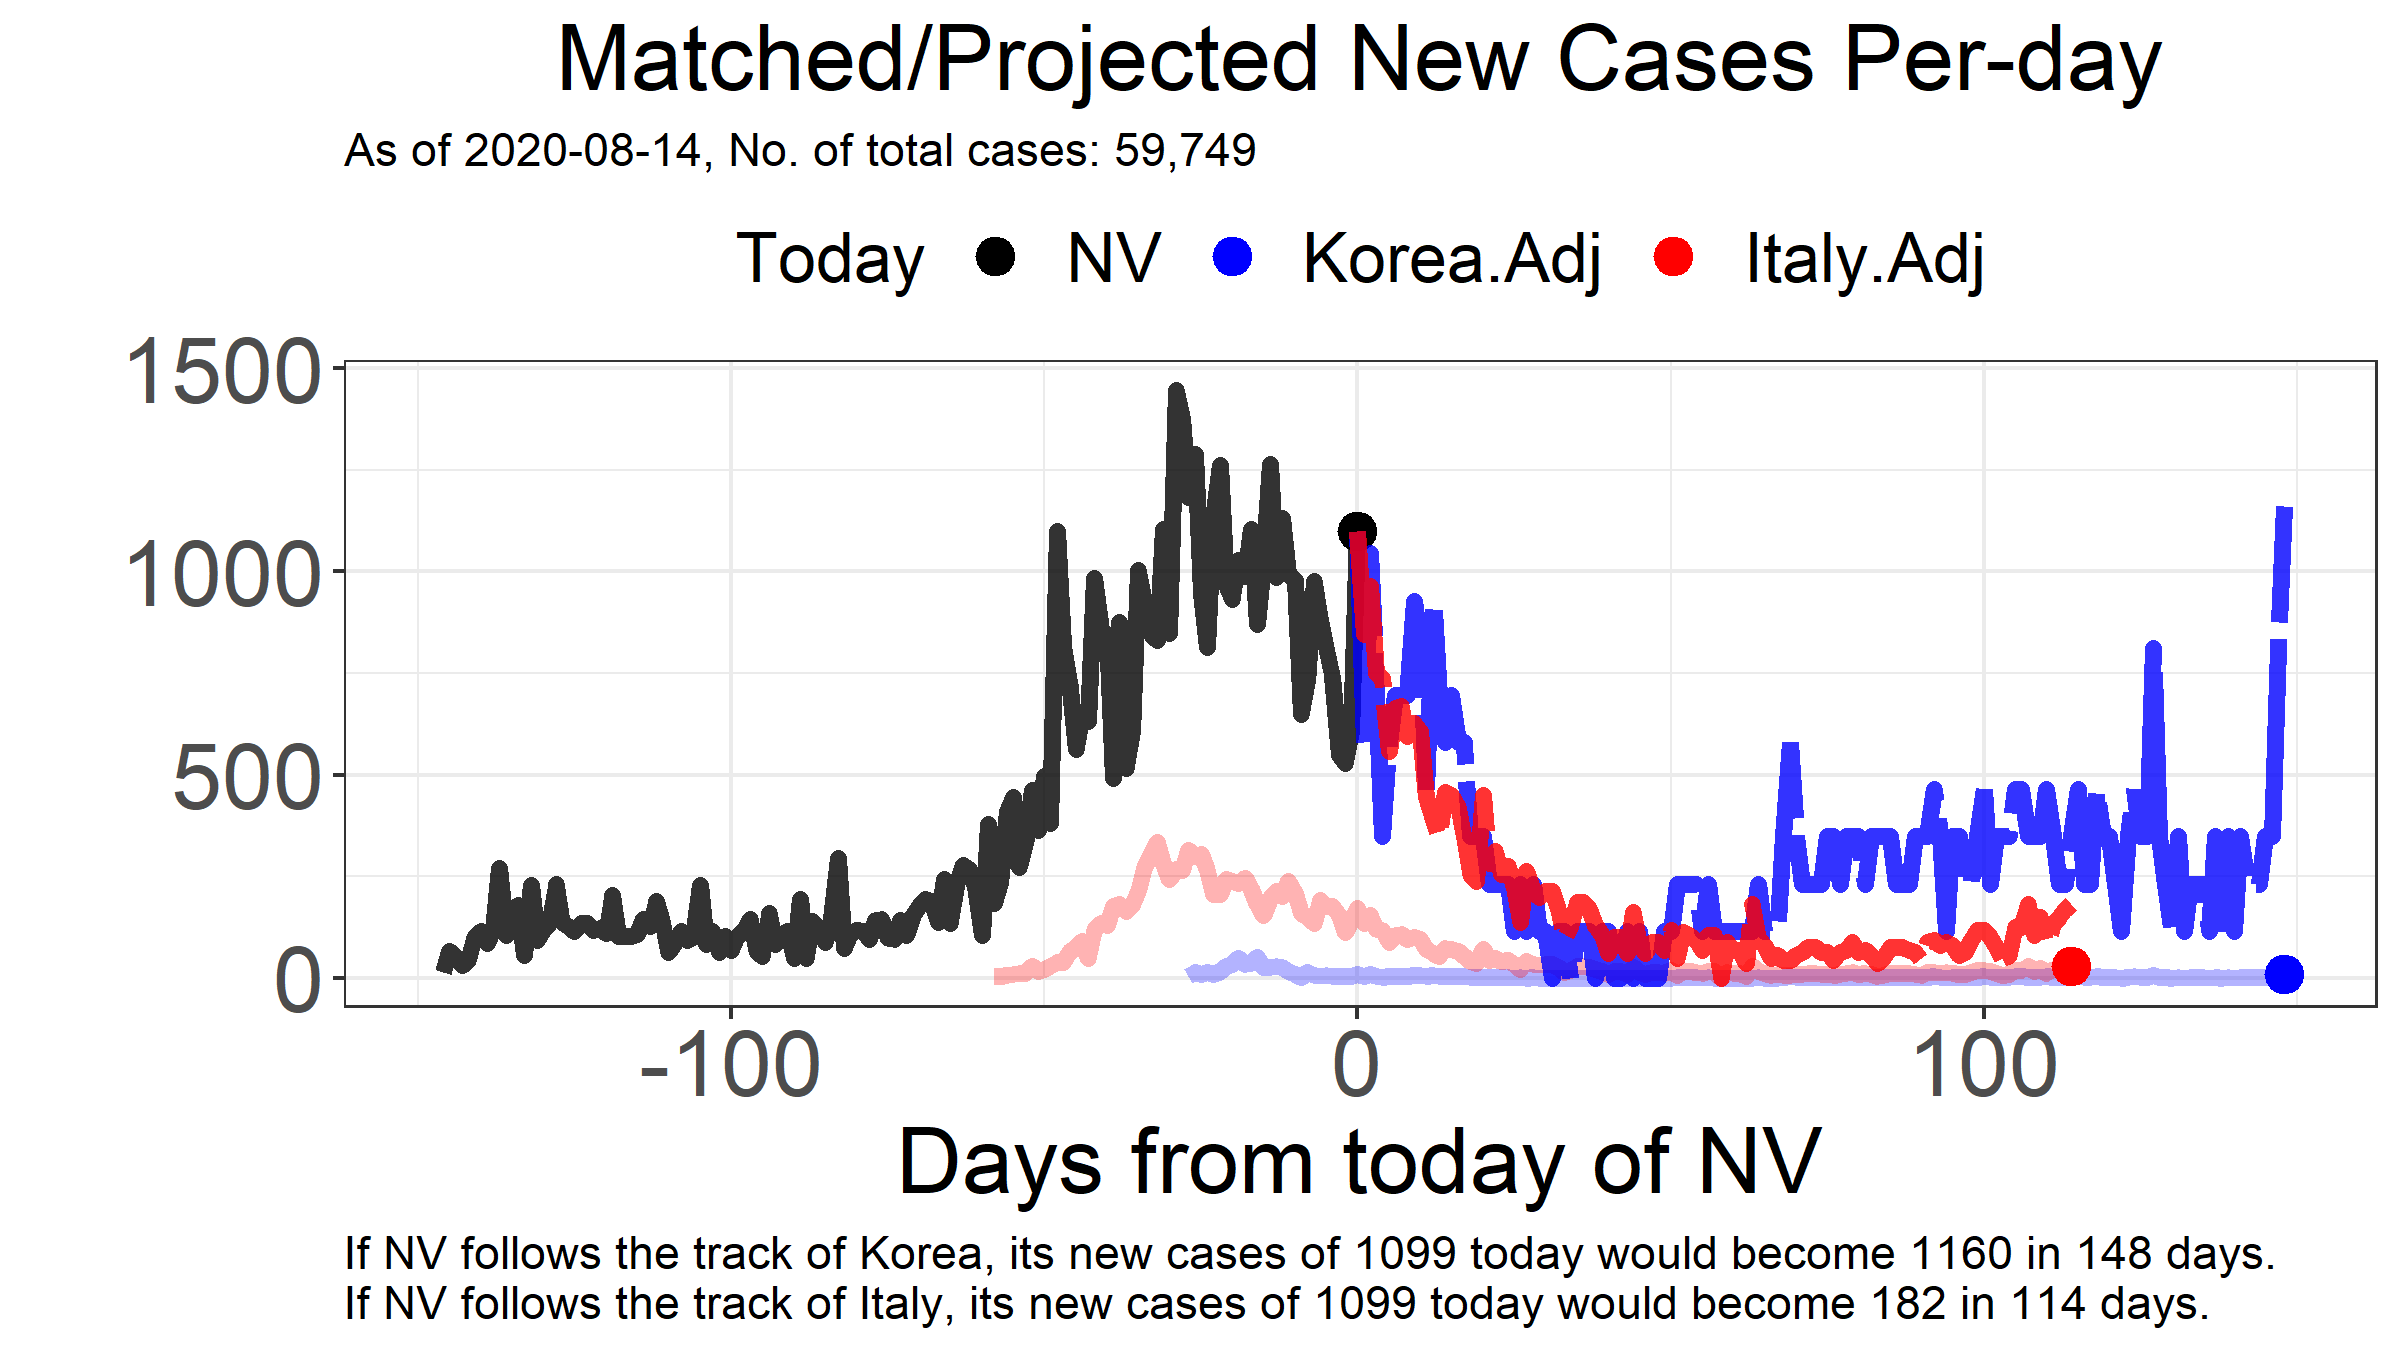 Matched/Projected New Cases Per-day
As of 2020-08-14, No. of total cases: 59,749
Today NV Korea.Adj Italy.Adj
1500
1000
500
0
-100 0 100
Days from today of NV
If NV follows the track of Korea, its new cases of 1099 today would become 1160 in 148 days.
If NV follows the track of Italy, its new cases of 1099 today would become 182 in 114 days.